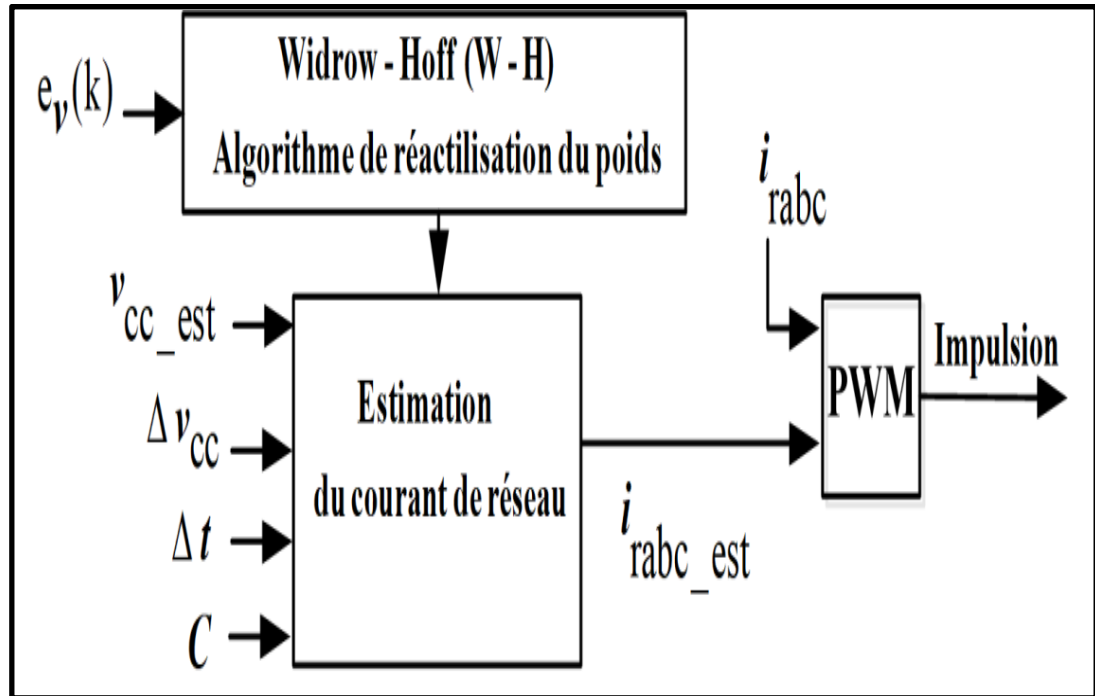 Widrow - Hoff (W - H)
Algorithme de réactilisation du poids
e_v(k)
i_rabc
v_cc_est
Δv_cc
Δt
C
Estimation
du courant de réseau
i_rabc_est
PWM
Impulsion